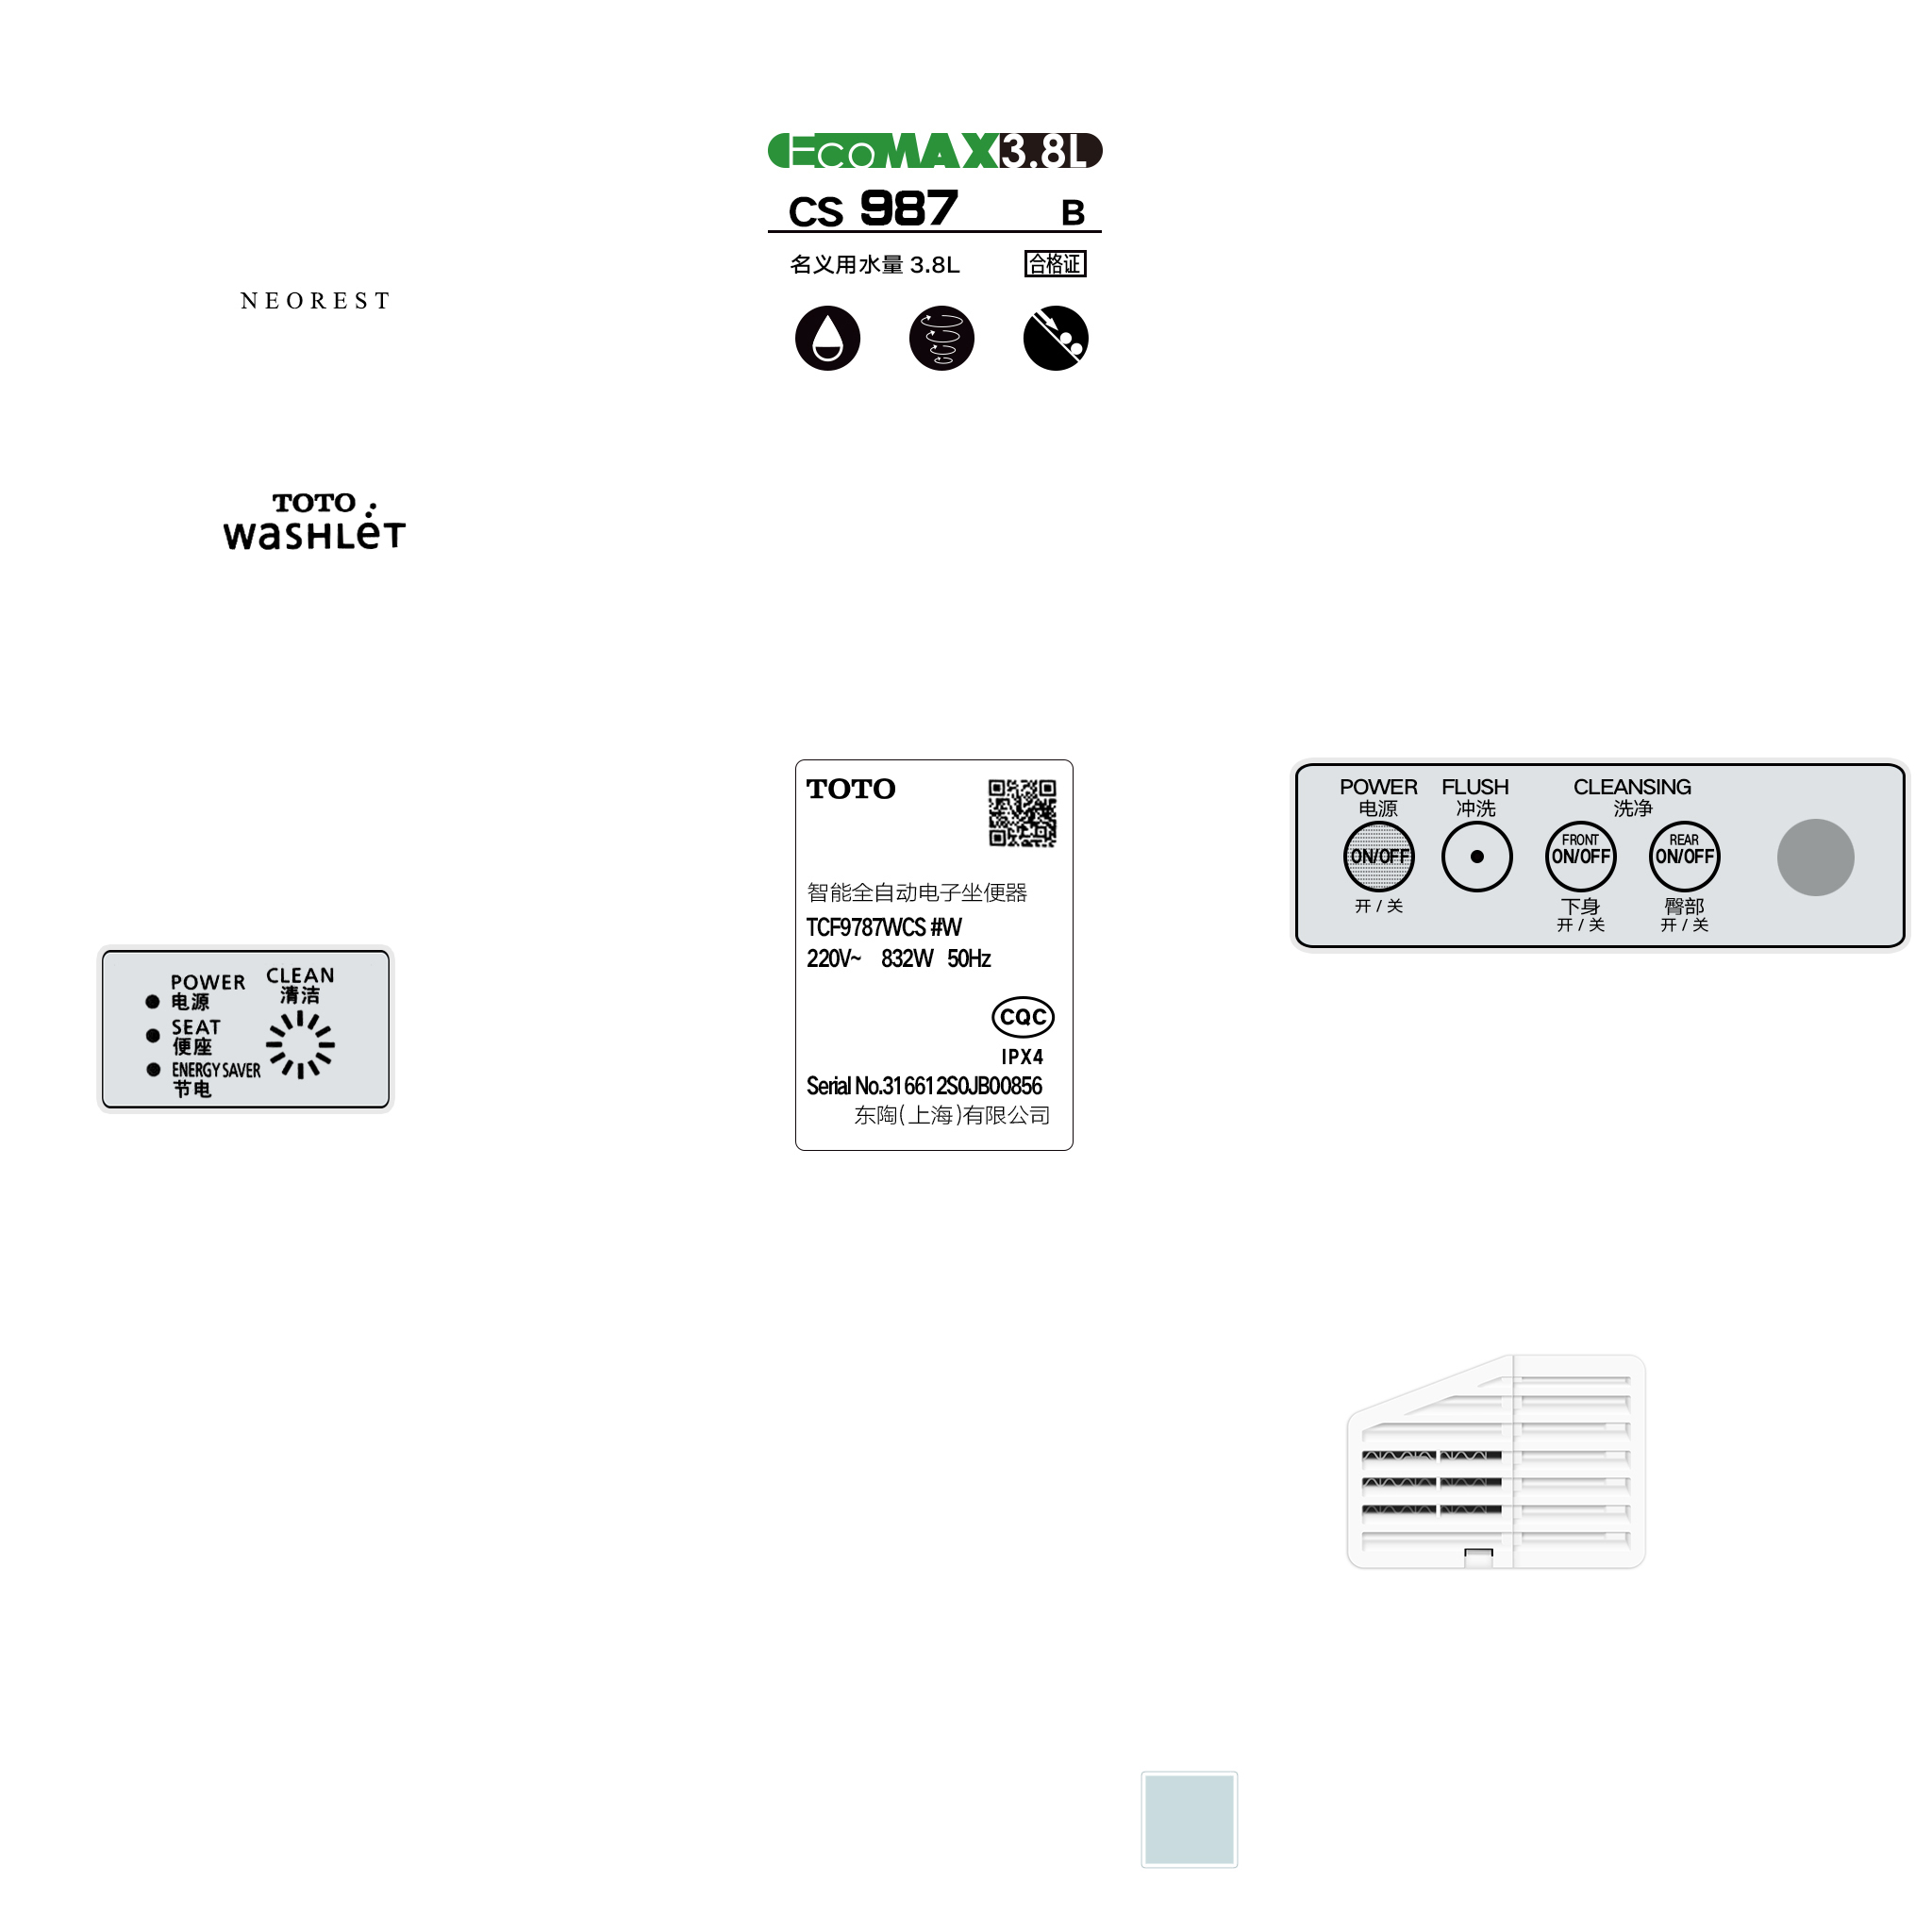 EcoMAX 3.8L
CS 987 B
名义用水量 3.8L 合格证
NEOREST
TOTO
WASHLET
TOTO
智能全自动电子坐便器
TCF9787WCS #W
220V~ 832W 50Hz
CQC
IPX4
Serial No.316612S0JB00856
东陶(上海)有限公司
POWER FLUSH CLEANSING
电源 冲洗 洗净
FRONT REAR
ON/OFF ON/OFF ON/OFF
开 / 关 下身 臀部
开 / 关 开 / 关
POWER
电源
SEAT
便座
ENERGY SAVER
节电
CLEAN
清洁